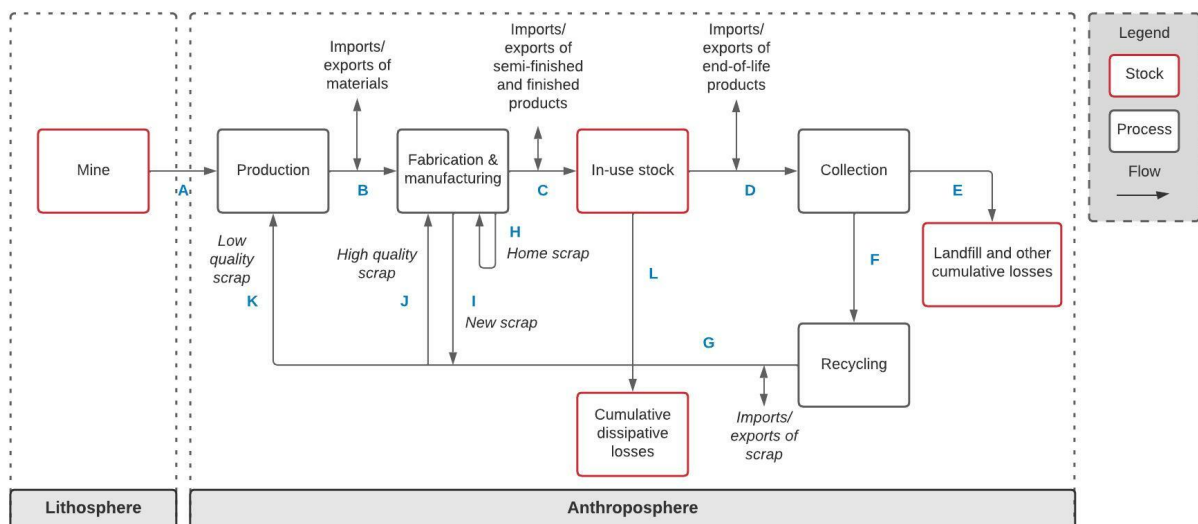 Imports/
exports of
materials
Imports/
exports of
semi-finished
and finished
products
Imports/
exports of
end-of-life
products
Legend
Stock
Process
Flow
Mine
A
Production
B
Fabrication &
manufacturing
C
In-use stock
D
Collection
E
Landfill and other
cumulative losses
Low
quality
scrap
K
High quality
scrap
J
H
Home scrap
I
New scrap
L
F
G
Recycling
Cumulative
dissipative
losses
Imports/
exports of
scrap
Lithosphere
Anthroposphere